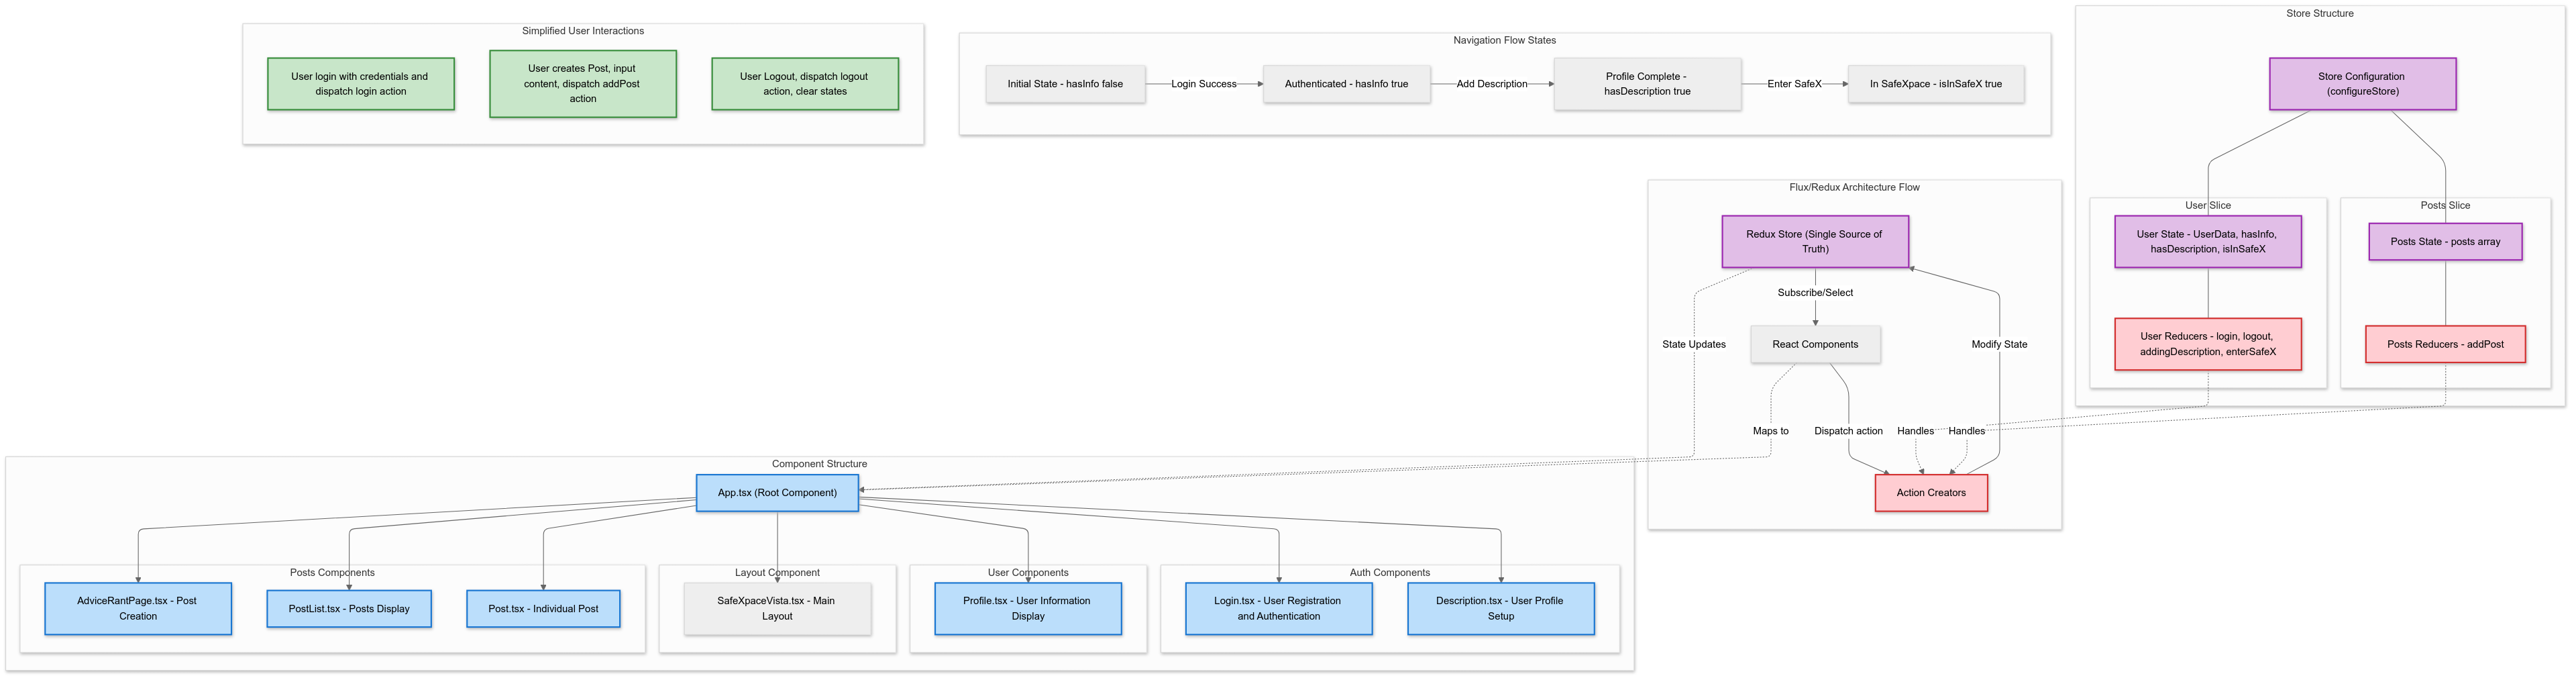 Simplified User Interactions
User login with credentials and
dispatch login action
User creates Post, input
content, dispatch addPost
action
User Logout, dispatch logout
action, clear states
Navigation Flow States
Initial State - hasInfo false
Login Success
Authenticated - hasInfo true
Add Description
Profile Complete -
hasDescription true
Enter SafeX
In SafeXpace - isInSafeX true
Store Structure
Store Configuration
(configureStore)
User Slice
User State - UserData, hasInfo,
hasDescription, isInSafeX
User Reducers - login, logout,
addingDescription, enterSafeX
Posts Slice
Posts State - posts array
Posts Reducers - addPost
Flux/Redux Architecture Flow
Redux Store (Single Source of
Truth)
Subscribe/Select
State Updates
React Components
Modify State
Maps to
Dispatch action
Handles
Handles
Action Creators
Component Structure
App.tsx (Root Component)
Posts Components
AdviceRantPage.tsx - Post
Creation
PostList.tsx - Posts Display
Post.tsx - Individual Post
Layout Component
SafeXpaceVista.tsx - Main
Layout
User Components
Profile.tsx - User Information
Display
Auth Components
Login.tsx - User Registration
and Authentication
Description.tsx - User Profile
Setup